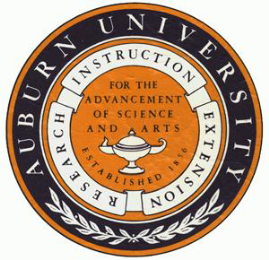 AUBURN UNIVERSITY
RESEARCH INSTRUCTION EXTENSION
FOR THE
ADVANCEMENT
OF SCIENCE
AND ARTS
ESTABLISHED 1856